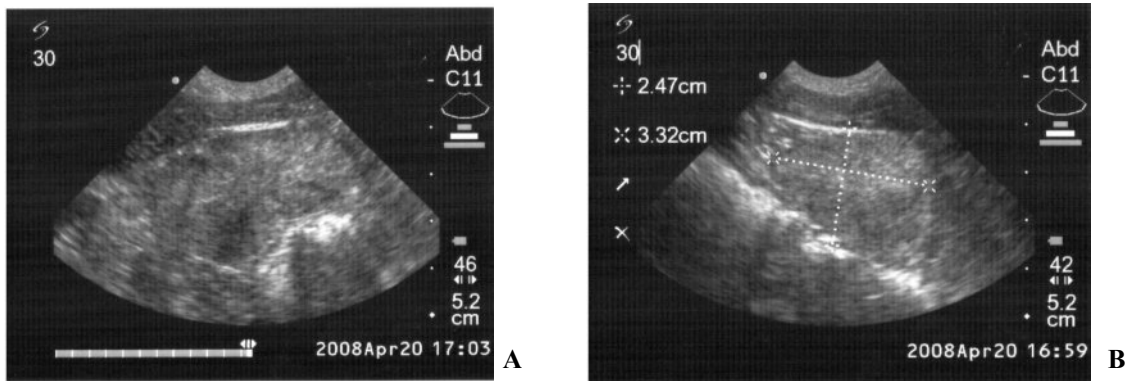 30
Abd
C11
46
5.2
cm
2008Apr20 17:03
A
30
2.47cm
3.32cm
Abd
C11
42
5.2
cm
2008Apr20 16:59
B